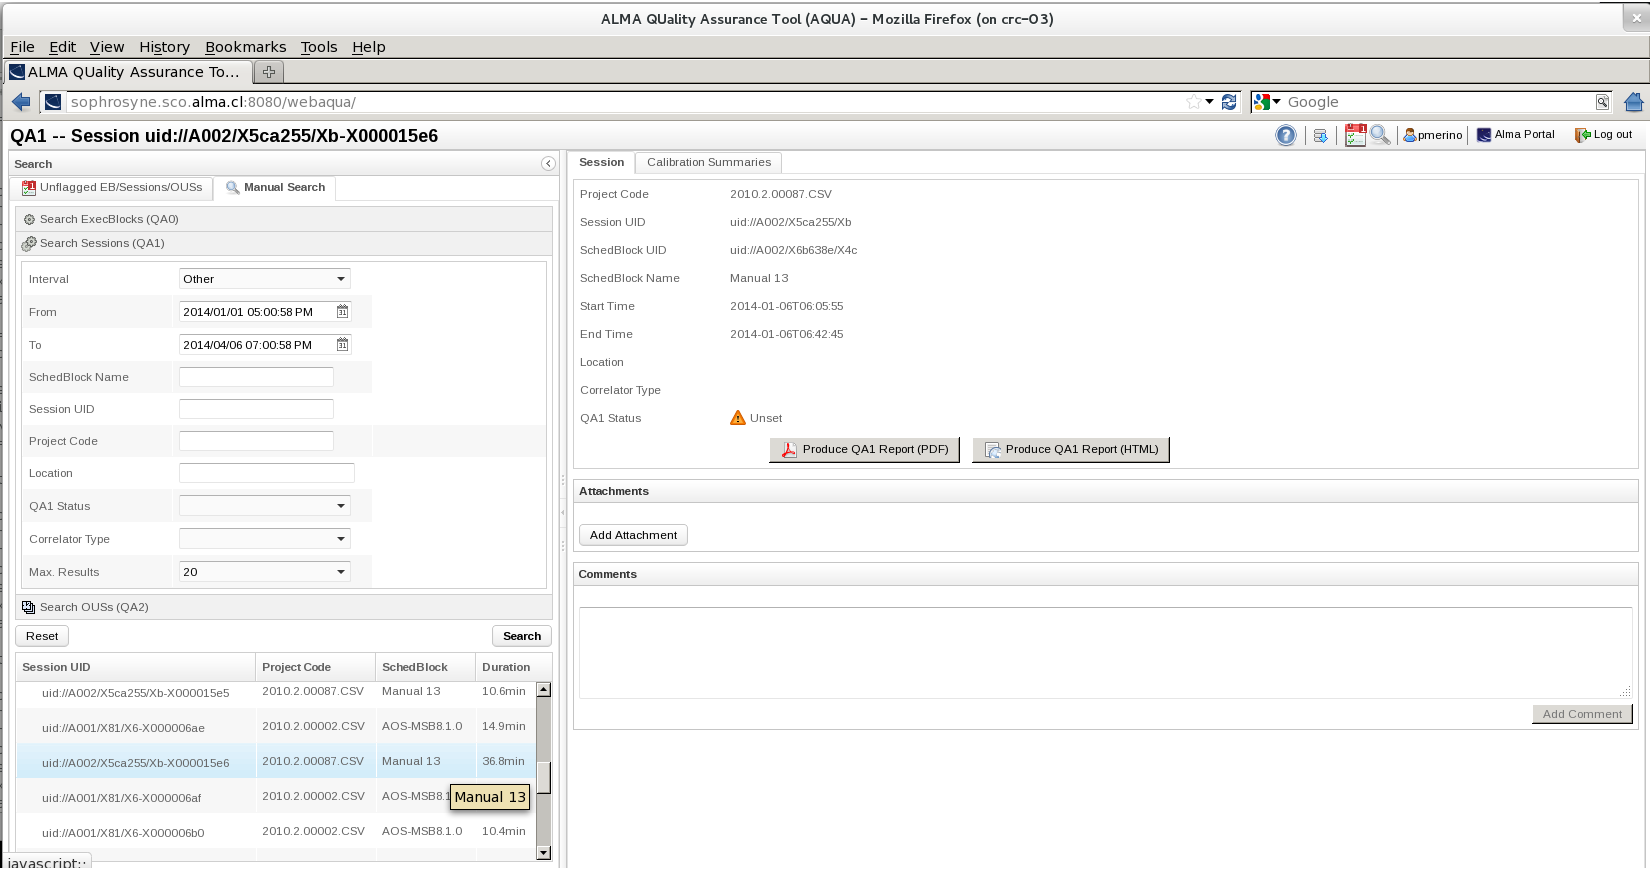 ALMA QUality Assurance Tool (AQUA) - Mozilla Firefox (on crc-03)
File Edit View History Bookmarks Tools Help
ALMA QUality Assurance To...
sophrosyne.sco.alma.cl:8080/webaqua/
Google
QA1 -- Session uid://A002/X5ca255/Xb-X000015e6
pmerino
Alma Portal
Log out
Search
Unflagged EB/Sessions/OUSs
Manual Search
Search ExecBlocks (QA0)
Search Sessions (QA1)
Interval Other
From 2014/01/01 05:00:58 PM 31
To 2014/04/06 07:00:58 PM 31
SchedBlock Name
Session UID
Project Code
Location
QA1 Status
Correlator Type
Max. Results 20
Search OUSs (QA2)
Reset Search
Session UID Project Code SchedBlock Duration
uid://A002/X5ca255/Xb-X000015e5 2010.2.00087.CSV Manual 13 10.6min
uid://A001/X81/X6-X000006ae 2010.2.00002.CSV AOS-MSB8.1.0 14.9min
uid://A002/X5ca255/Xb-X000015e6 2010.2.00087.CSV Manual 13 36.8min
uid://A001/X81/X6-X000006af 2010.2.00002.CSV AOS-MSB8.1
Manual 13
uid://A001/X81/X6-X000006b0 2010.2.00002.CSV AOS-MSB8.1.0 10.4min
javascript:;
Session Calibration Summaries
Project Code 2010.2.00087.CSV
Session UID uid://A002/X5ca255/Xb
SchedBlock UID uid://A002/X6b638e/X4c
SchedBlock Name Manual 13
Start Time 2014-01-06T06:05:55
End Time 2014-01-06T06:42:45
Location
Correlator Type
QA1 Status Unset
Produce QA1 Report (PDF) Produce QA1 Report (HTML)
Attachments
Add Attachment
Comments
Add Comment